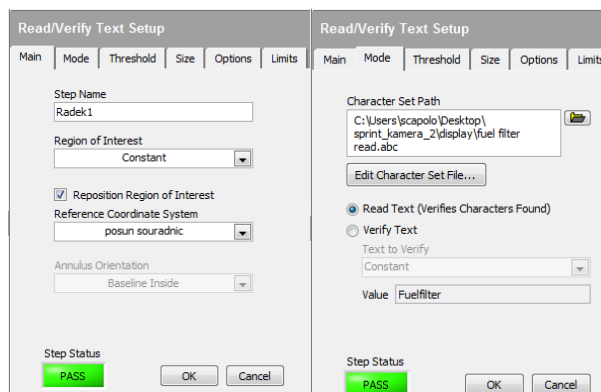 Read/Verify Text Setup
Main Mode Threshold Size Options Limits
Step Name
Radek1
Region of Interest
Constant
Reposition Region of Interest
Reference Coordinate System
posun souradnic
Annulus Orientation
Baseline Inside
Step Status
PASS OK Cancel
Read/Verify Text Setup
Main Mode Threshold Size Options Limits
Character Set Path
C:\Users\scapolo\Desktop\
sprint_kamera_2\display\fuel filter
read.abc
Edit Character Set File...
Read Text (Verifies Characters Found)
Verify Text
Text to Verify
Constant
Value Fuelfilter
Step Status
PASS OK Cancel